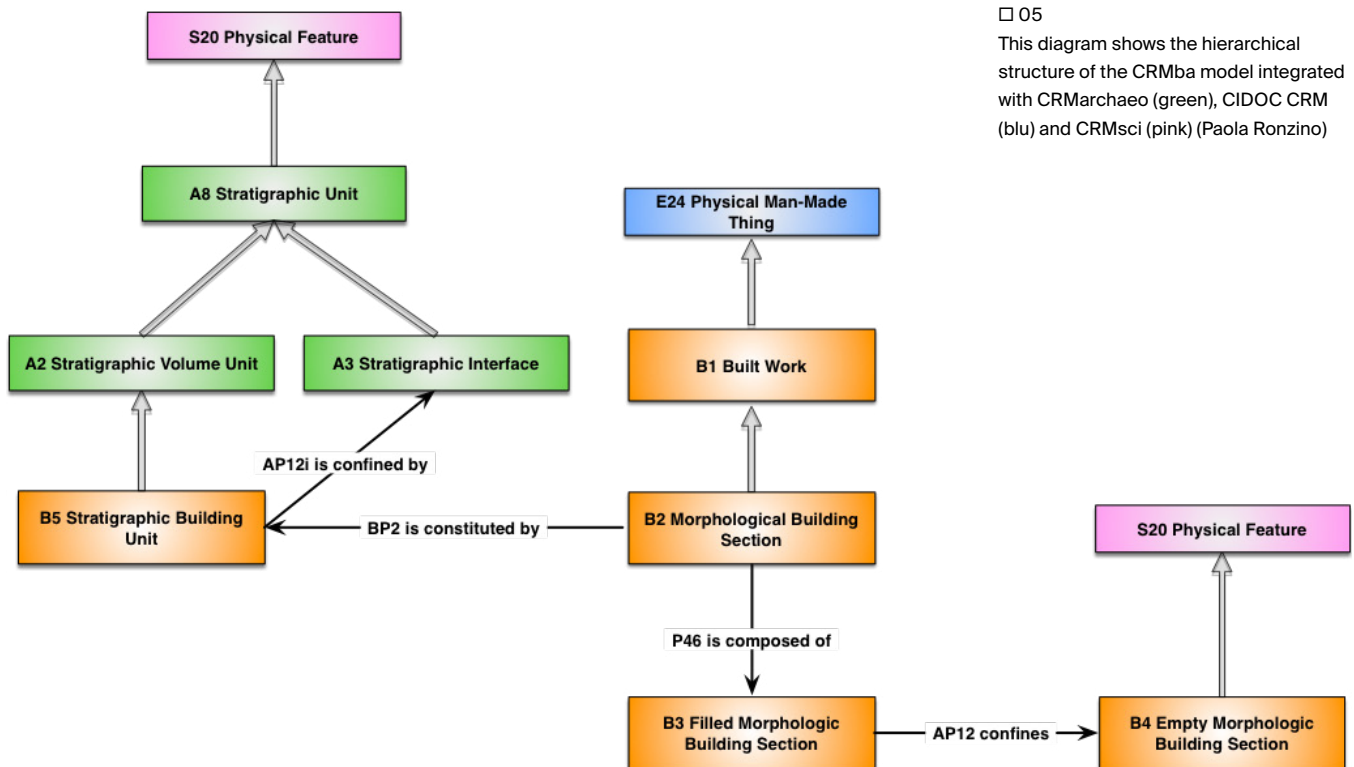 ☐ 05
This diagram shows the hierarchical
structure of the CRMba model integrated
with CRMarchaeo (green), CIDOC CRM
(blu) and CRMsci (pink) (Paola Ronzino)
S20 Physical Feature
A8 Stratigraphic Unit
E24 Physical Man-Made
Thing
A2 Stratigraphic Volume Unit
A3 Stratigraphic Interface
B1 Built Work
AP12i is confined by
B5 Stratigraphic Building
Unit
BP2 is constituted by
B2 Morphological Building
Section
S20 Physical Feature
P46 is composed of
B3 Filled Morphologic
Building Section
AP12 confines
B4 Empty Morphologic
Building Section